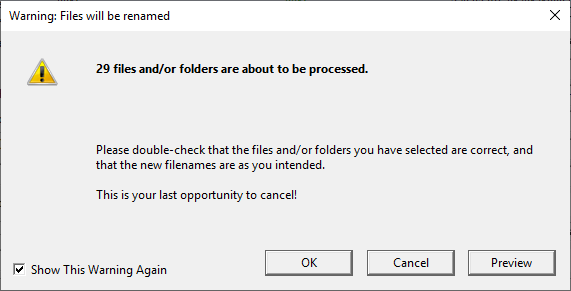 Warning: Files will be renamed
29 files and/or folders are about to be processed.
Please double-check that the files and/or folders you have selected are correct, and
that the new filenames are as you intended.
This is your last opportunity to cancel!
Show This Warning Again
OK
Cancel
Preview